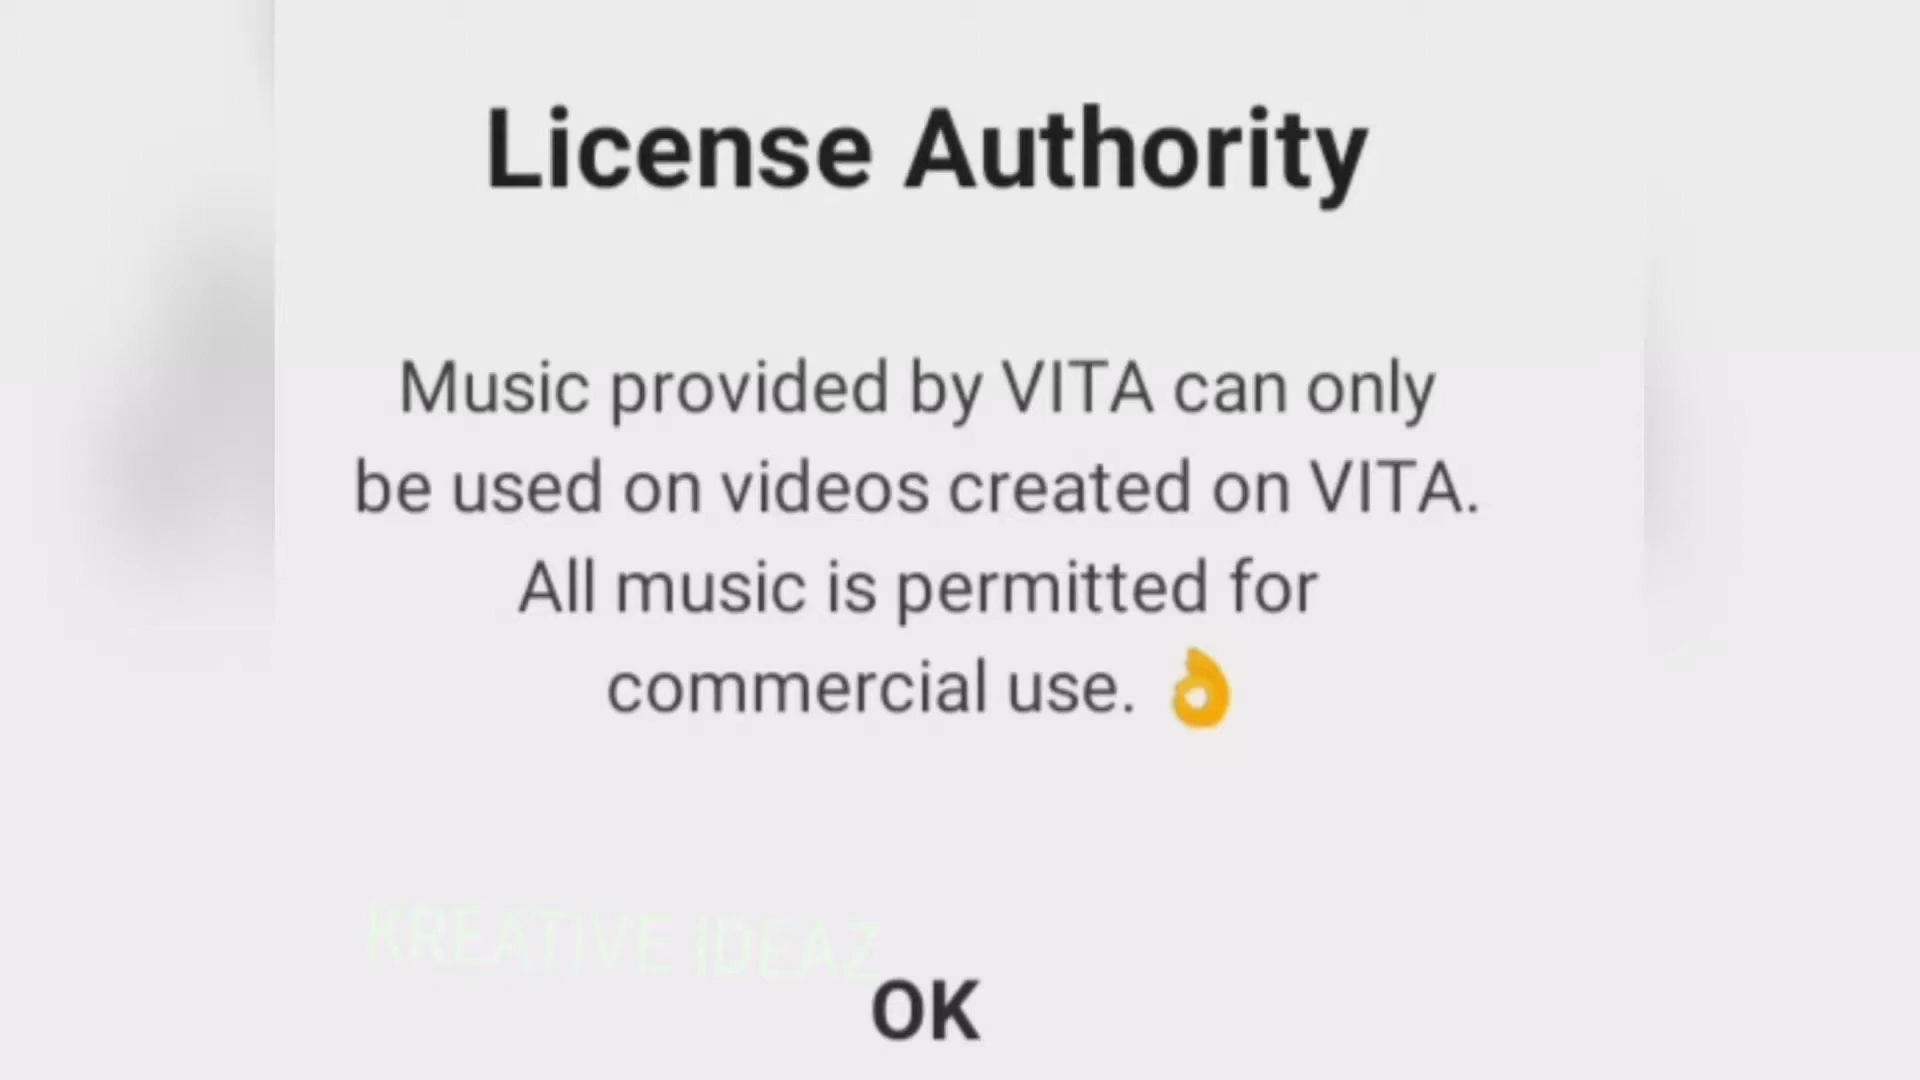 License Authority
Music provided by VITA can only
be used on videos created on VITA.
All music is permitted for
commercial use. 👌
KREATIVE IDEAZ
OK